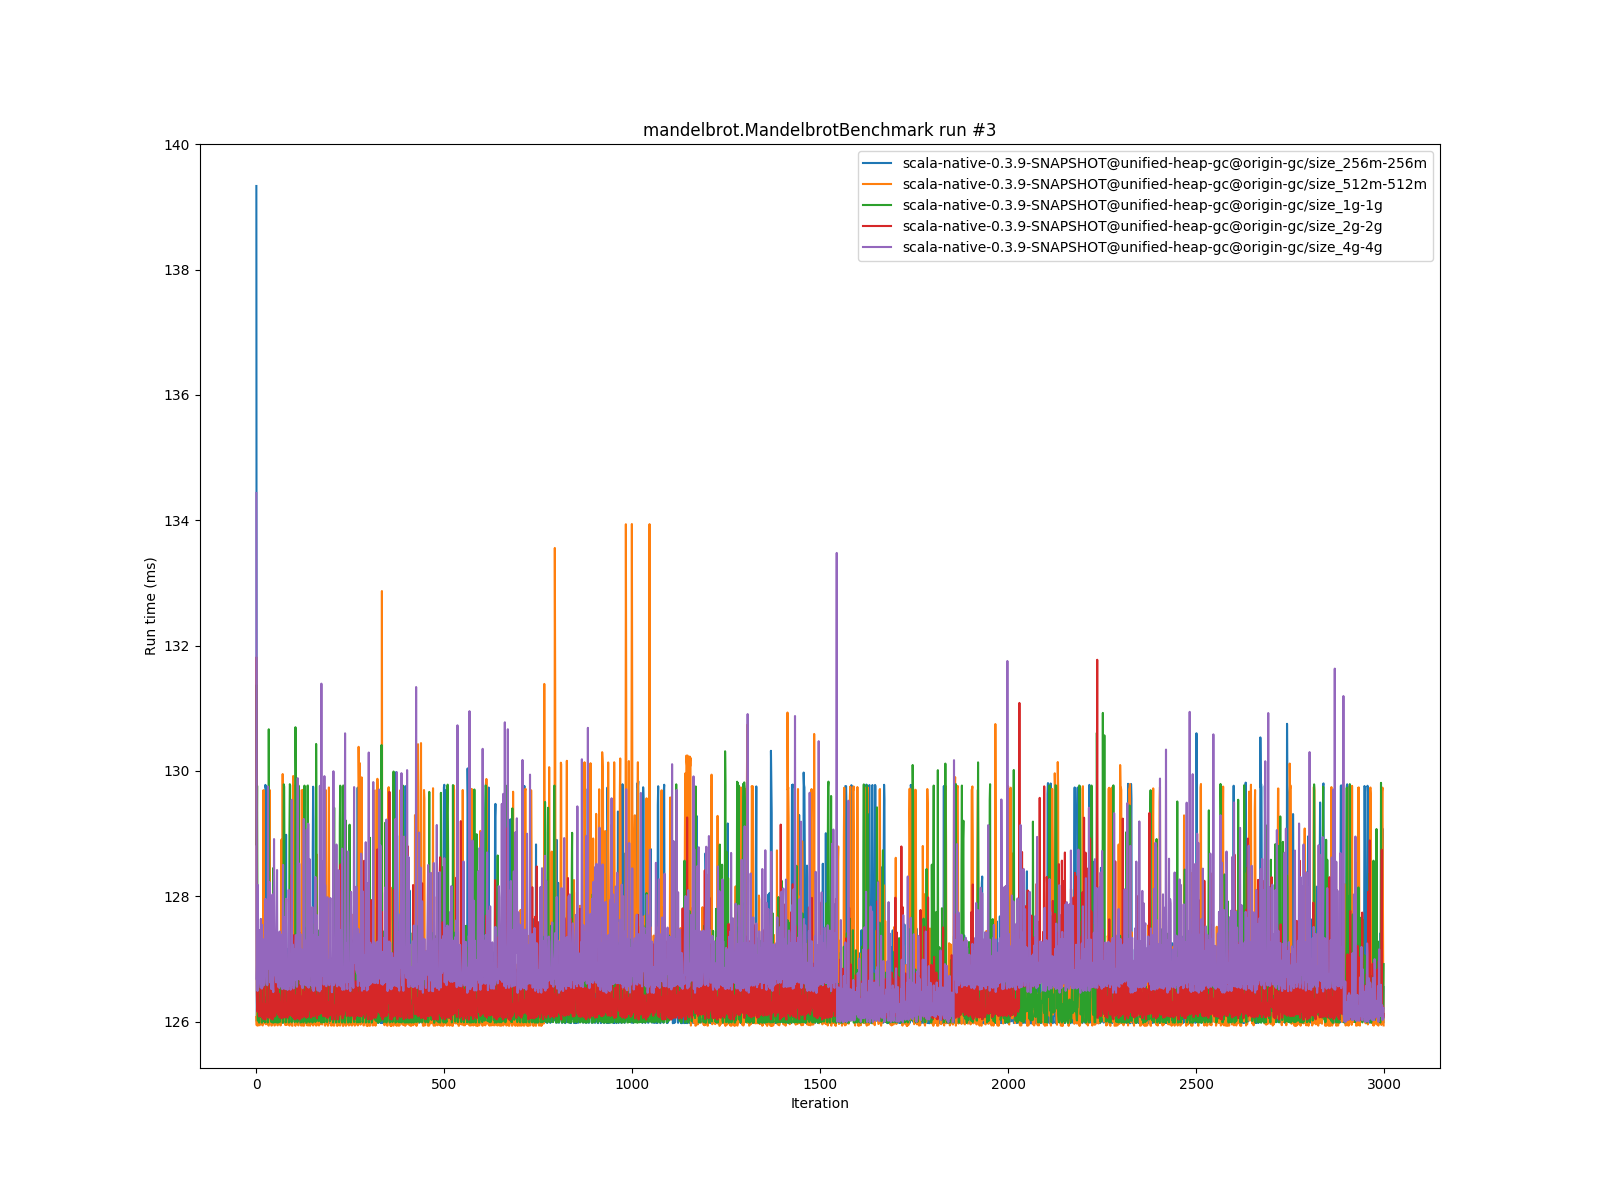 mandelbrot.MandelbrotBenchmark run #3
140
138
136
134
132
130
128
126
Run time (ms)
scala-native-0.3.9-SNAPSHOT@unified-heap-gc@origin-gc/size_256m-256m
scala-native-0.3.9-SNAPSHOT@unified-heap-gc@origin-gc/size_512m-512m
scala-native-0.3.9-SNAPSHOT@unified-heap-gc@origin-gc/size_1g-1g
scala-native-0.3.9-SNAPSHOT@unified-heap-gc@origin-gc/size_2g-2g
scala-native-0.3.9-SNAPSHOT@unified-heap-gc@origin-gc/size_4g-4g
0 500 1000 1500 2000 2500 3000
Iteration